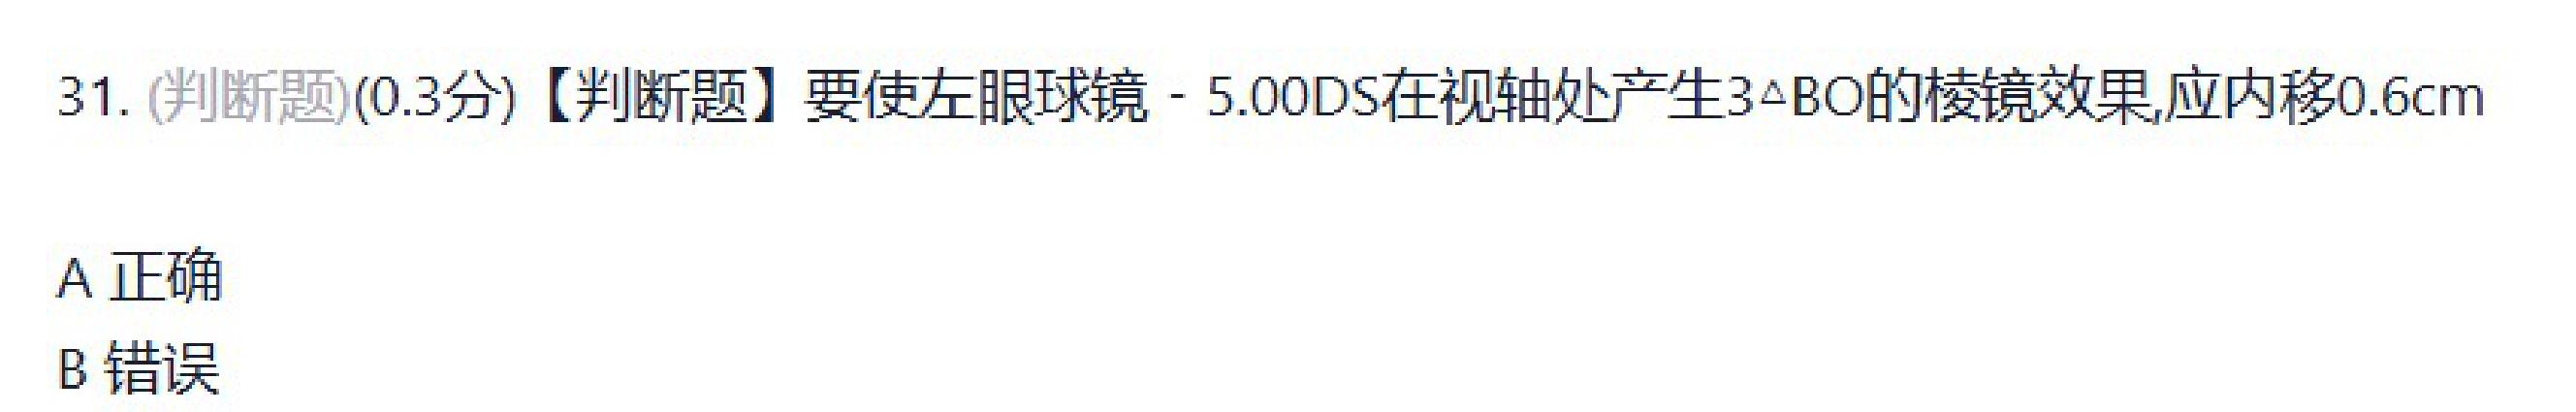 31. (判断题)(0.3分)【判断题】要使左眼球镜 - 5.00DS在视轴处产生3△BO的棱镜效果,应内移0.6cm
A 正确
B 错误